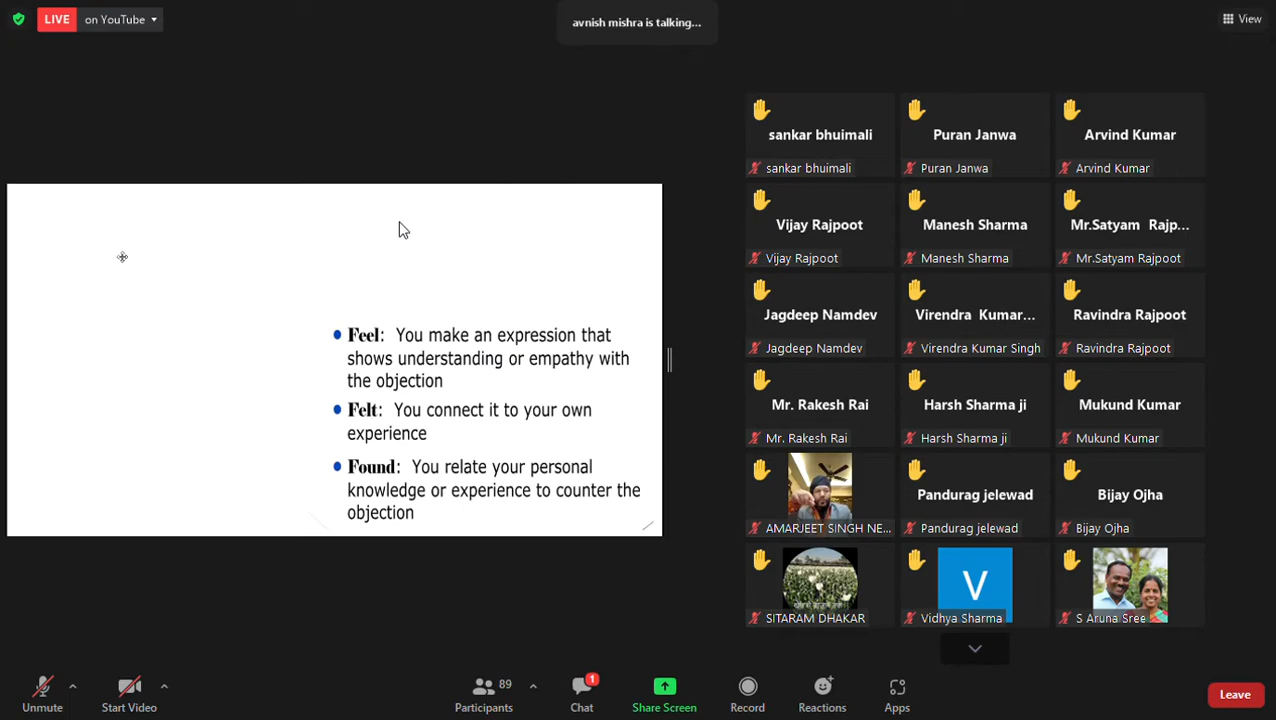 LIVE on YouTube
avnish mishra is talking...
View
Feel: You make an expression that
shows understanding or empathy with
the objection
Felt: You connect it to your own
experience
Found: You relate your personal
knowledge or experience to counter the
objection
sankar bhuimali
Puran Janwa
Arvind Kumar
sankar bhuimali
Puran Janwa
Arvind Kumar
Vijay Rajpoot
Manesh Sharma
Mr.Satyam Rajp...
Vijay Rajpoot
Manesh Sharma
Mr.Satyam Rajpoot
Jagdeep Namdev
Virendra Kumar...
Ravindra Rajpoot
Jagdeep Namdev
Virendra Kumar Singh
Ravindra Rajpoot
Mr. Rakesh Rai
Harsh Sharma ji
Mukund Kumar
Mr. Rakesh Rai
Harsh Sharma ji
Mukund Kumar
Pandurag jelewad
Bijay Ojha
AMARJEET SINGH NE...
Pandurag jelewad
Bijay Ojha
V
SITARAM DHAKAR
Vidhya Sharma
S Aruna Sree
Unmute
Start Video
89
Participants
1
Chat
Share Screen
Record
Reactions
Apps
Leave